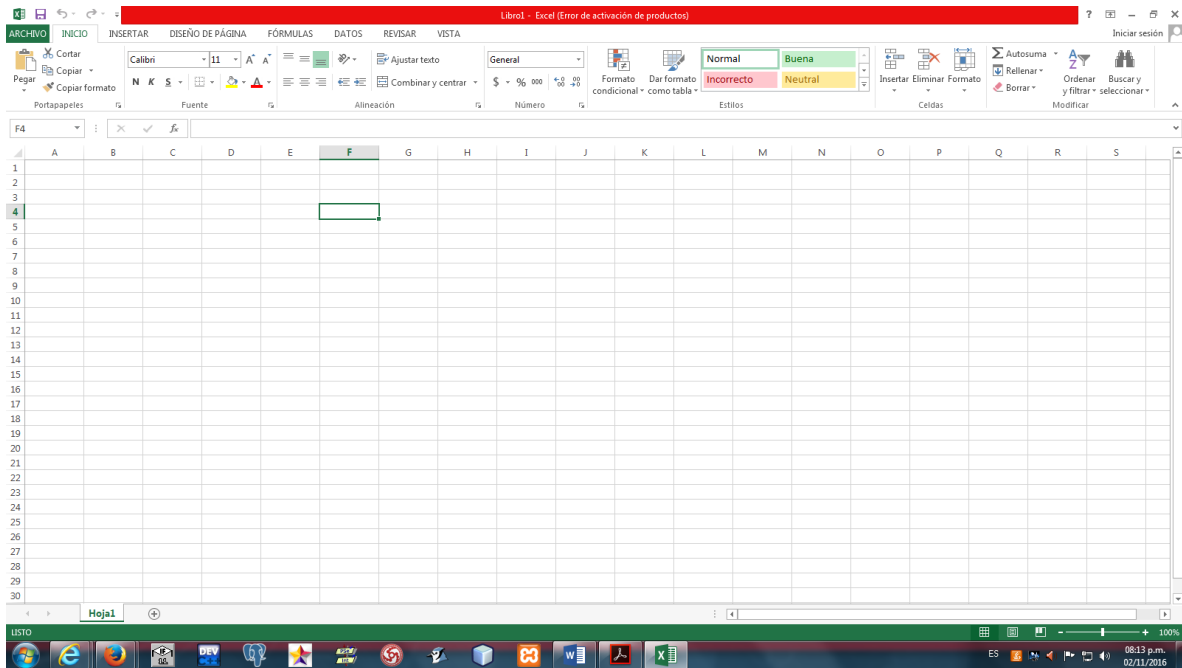 Libro1 - Excel (Error de activación de productos)
ARCHIVO INICIO INSERTAR DISEÑO DE PÁGINA FÓRMULAS DATOS REVISAR VISTA Iniciar sesión
Pegar
Cortar
Copiar
Copiar formato
Portapapeles
Calibri 11
N K S
Fuente
Ajustar texto
Combinar y centrar
Alineación
General
$ % 000
Número
Formato condicional
Dar formato como tabla
Normal Buena
Incorrecto Neutral
Estilos
Insertar Eliminar Formato
Celdas
Autosuma
Rellenar
Borrar
Ordenar y filtrar
Buscar y seleccionar
Modificar
F4 fx
A B C D E F G H I J K L M N O P Q R S
1
2
3
4
5
6
7
8
9
10
11
12
13
14
15
16
17
18
19
20
21
22
23
24
25
26
27
28
29
30
Hoja1
LISTO 100%
DEV
ES 08:13 p.m.
02/11/2016